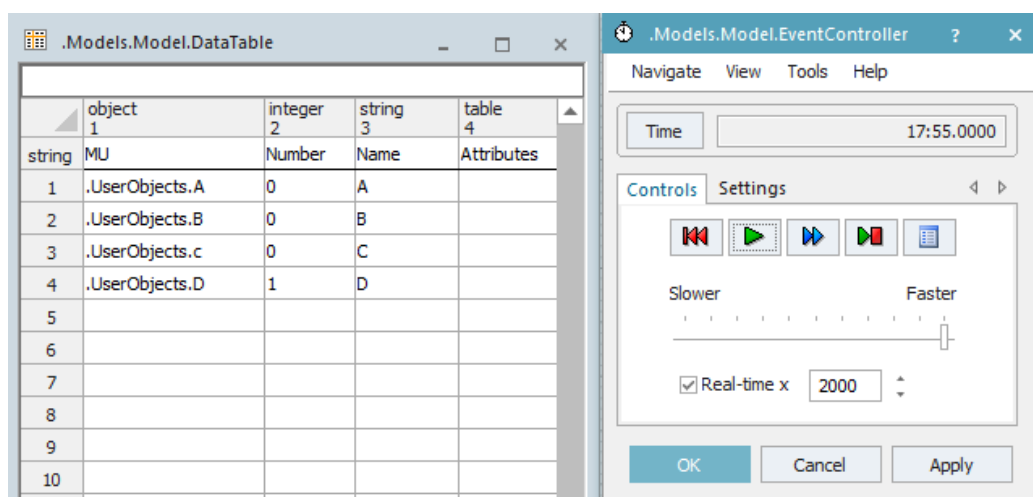 .Models.Model.DataTable
object integer string table
1 2 3 4
string MU Number Name Attributes
1 .UserObjects.A 0 A
2 .UserObjects.B 0 B
3 .UserObjects.c 0 C
4 .UserObjects.D 1 D
5
6
7
8
9
10
.Models.Model.EventController ?
Navigate View Tools Help
Time 17:55.0000
Controls Settings
Slower Faster
Real-time x 2000
OK Cancel Apply